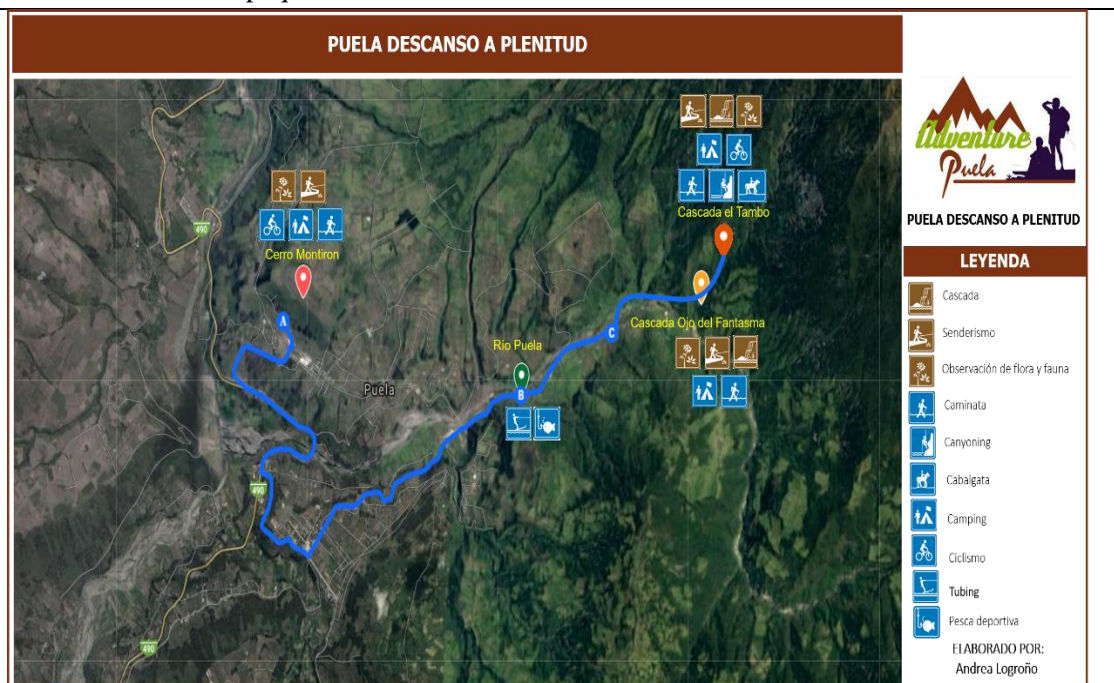 PUELA DESCANSO A PLENITUD
Adventure
Puela
PUELA DESCANSO A PLENITUD
490
Cerro Montiron
A
Cascada el Tambo
Cascada Ojo del Fantasma
C
Río Puela
B
Puela
490
490
LEYENDA
Cascada
Senderismo
Observación de flora y fauna
Caminata
Canyoning
Cabalgata
Camping
Ciclismo
Tubing
Pesca deportiva
ELABORADO POR:
Andrea Logroño